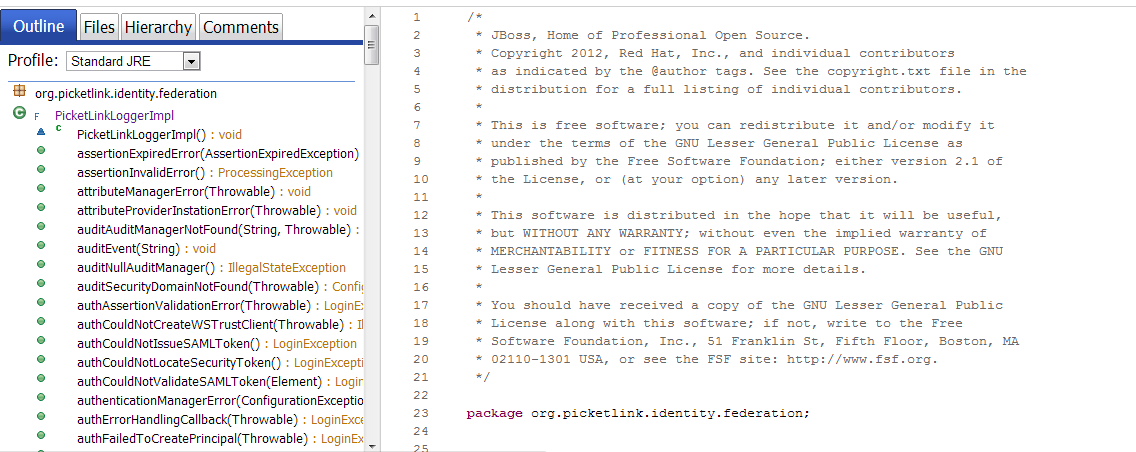 Outline Files Hierarchy Comments
Profile: Standard JRE
org.picketlink.identity.federation
C F PicketLinkLoggerImpl
c PicketLinkLoggerImpl() : void
assertionExpiredError(AssertionExpiredException)
assertionInvalidError() : ProcessingException
attributeManagerError(Throwable) : void
attributeProviderInstationError(Throwable) : void
auditAuditManagerNotFound(String, Throwable) :
auditEvent(String) : void
auditNullAuditManager() : IllegalStateException
auditSecurityDomainNotFound(Throwable) : Config
authAssertionValidationError(Throwable) : LoginEx
authCouldNotCreateWSTrustClient(Throwable) : I
authCouldNotIssueSAMLToken() : LoginException
authCouldNotLocateSecurityToken() : LoginExcepti
authCouldNotValidateSAMLToken(Element) : Login
authenticationManagerError(ConfigurationExceptio
authErrorHandlingCallback(Throwable) : LoginExce
authFailedToCreatePrincipal(Throwable) : LoginEx
1 /*
2 * JBoss, Home of Professional Open Source.
3 * Copyright 2012, Red Hat, Inc., and individual contributors
4 * as indicated by the @author tags. See the copyright.txt file in the
5 * distribution for a full listing of individual contributors.
6 *
7 * This is free software; you can redistribute it and/or modify it
8 * under the terms of the GNU Lesser General Public License as
9 * published by the Free Software Foundation; either version 2.1 of
10 * the License, or (at your option) any later version.
11 *
12 * This software is distributed in the hope that it will be useful,
13 * but WITHOUT ANY WARRANTY; without even the implied warranty of
14 * MERCHANTABILITY or FITNESS FOR A PARTICULAR PURPOSE. See the GNU
15 * Lesser General Public License for more details.
16 *
17 * You should have received a copy of the GNU Lesser General Public
18 * License along with this software; if not, write to the Free
19 * Software Foundation, Inc., 51 Franklin St, Fifth Floor, Boston, MA
20 * 02110-1301 USA, or see the FSF site: http://www.fsf.org.
21 */
22
23 package org.picketlink.identity.federation;
24
25